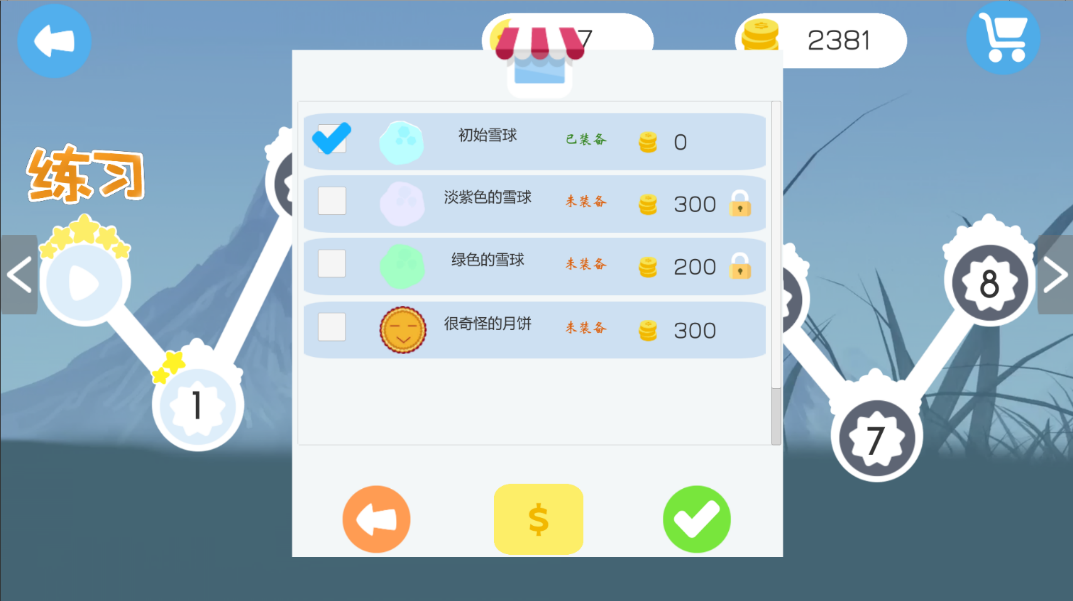 7
2381
练习
初始雪球 已装备 0
淡紫色的雪球 未装备 300
绿色的雪球 未装备 200
很奇怪的月饼 未装备 300
1
7
8
$